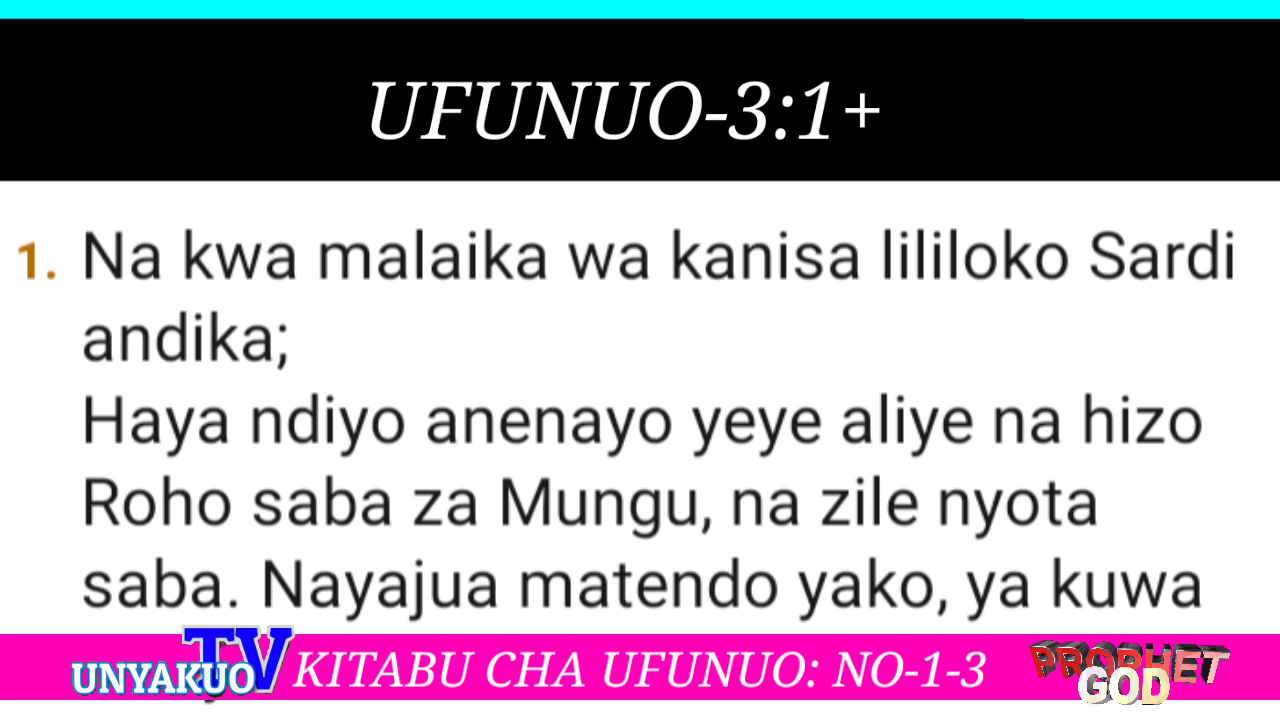 UFUNUO-3:1+
1. Na kwa malaika wa kanisa lililoko Sardi
andika;
Haya ndiyo anenayo yeye aliye na hizo
Roho saba za Mungu, na zile nyota
saba. Nayajua matendo yako, ya kuwa
UNYAKUO TV
KITABU CHA UFUNUO: NO-1-3
PROPHET
GOD